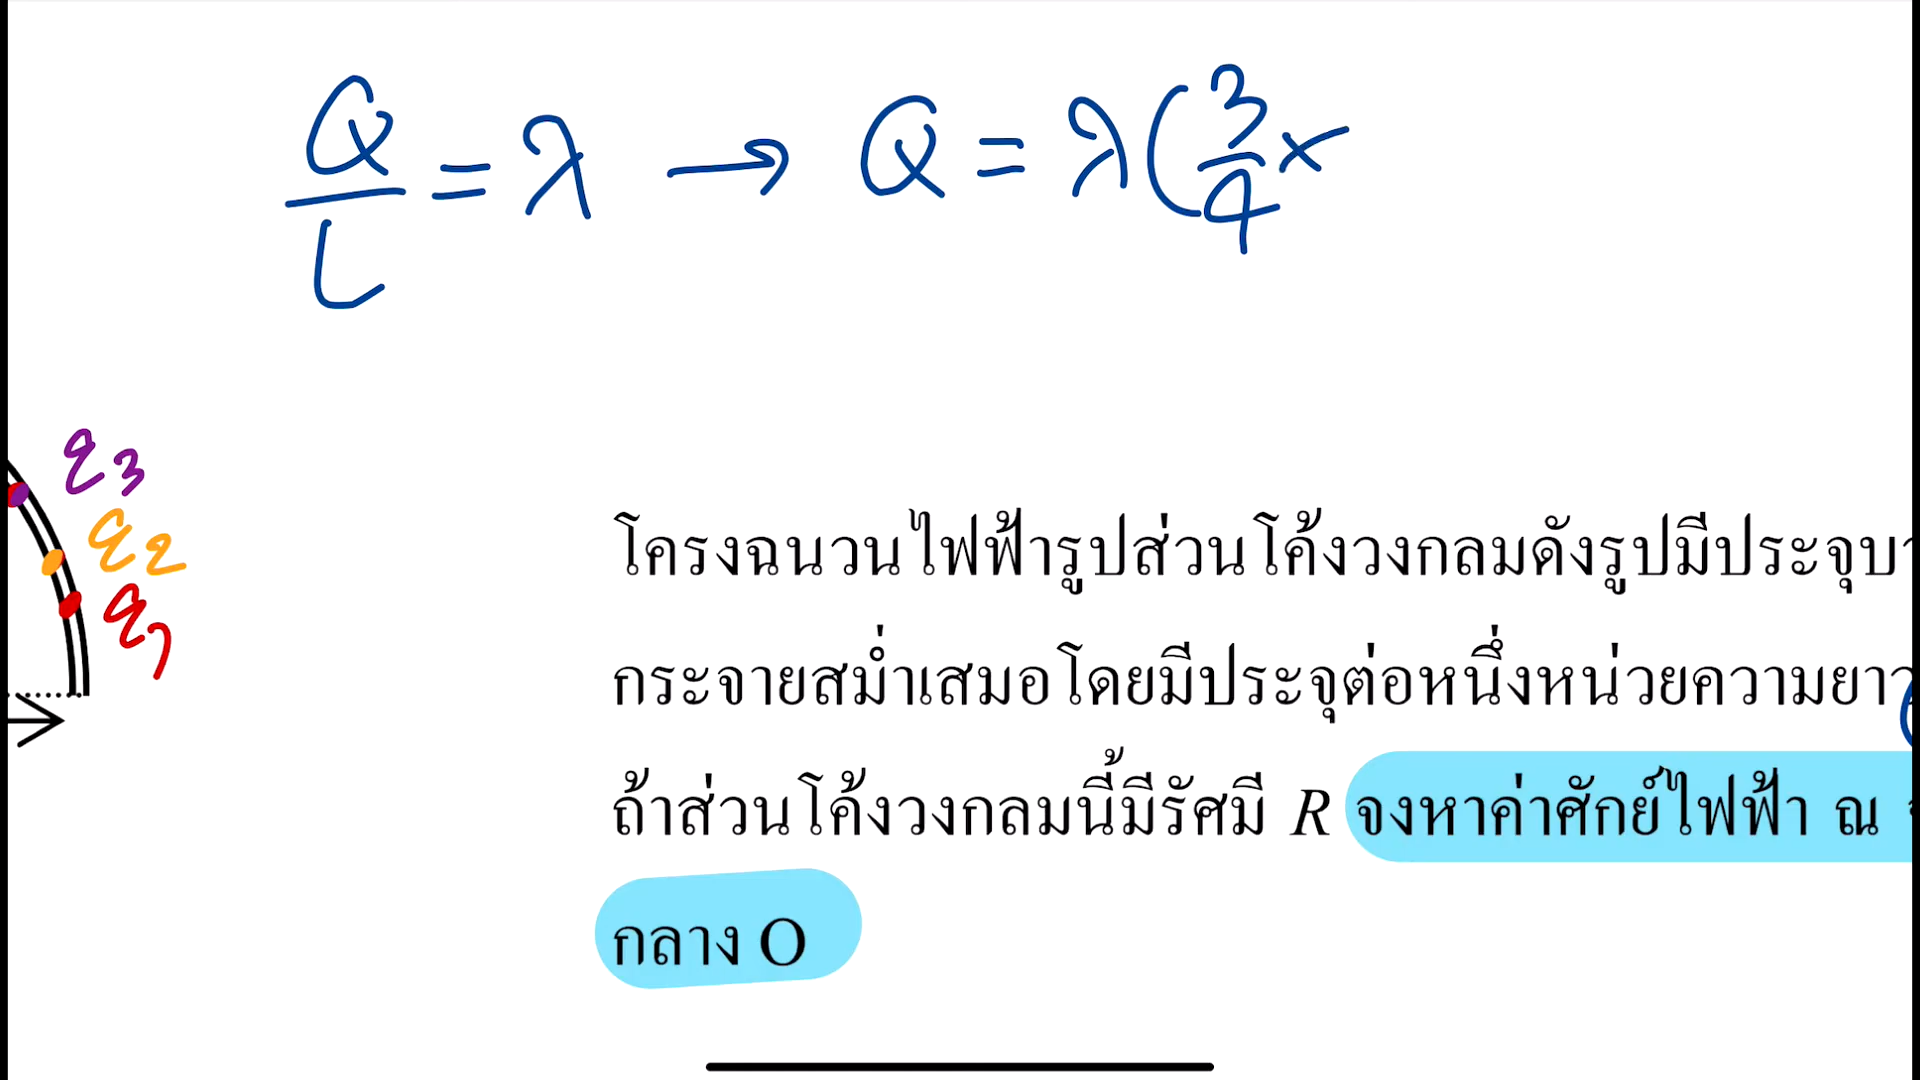 Q/L = λ → Q = λ(3/4 ×
q3
q2
q1
โครงฉนวนไฟฟ้ารูปส่วนโค้งวงกลมดังรูปมีประจุบ
กระจายสม่ำเสมอโดยมีประจุต่อหนึ่งหน่วยความยาว
ถ้าส่วนโค้งวงกลมนี้มีรัศมี R จงหาค่าศักย์ไฟฟ้า ณ
กลาง O